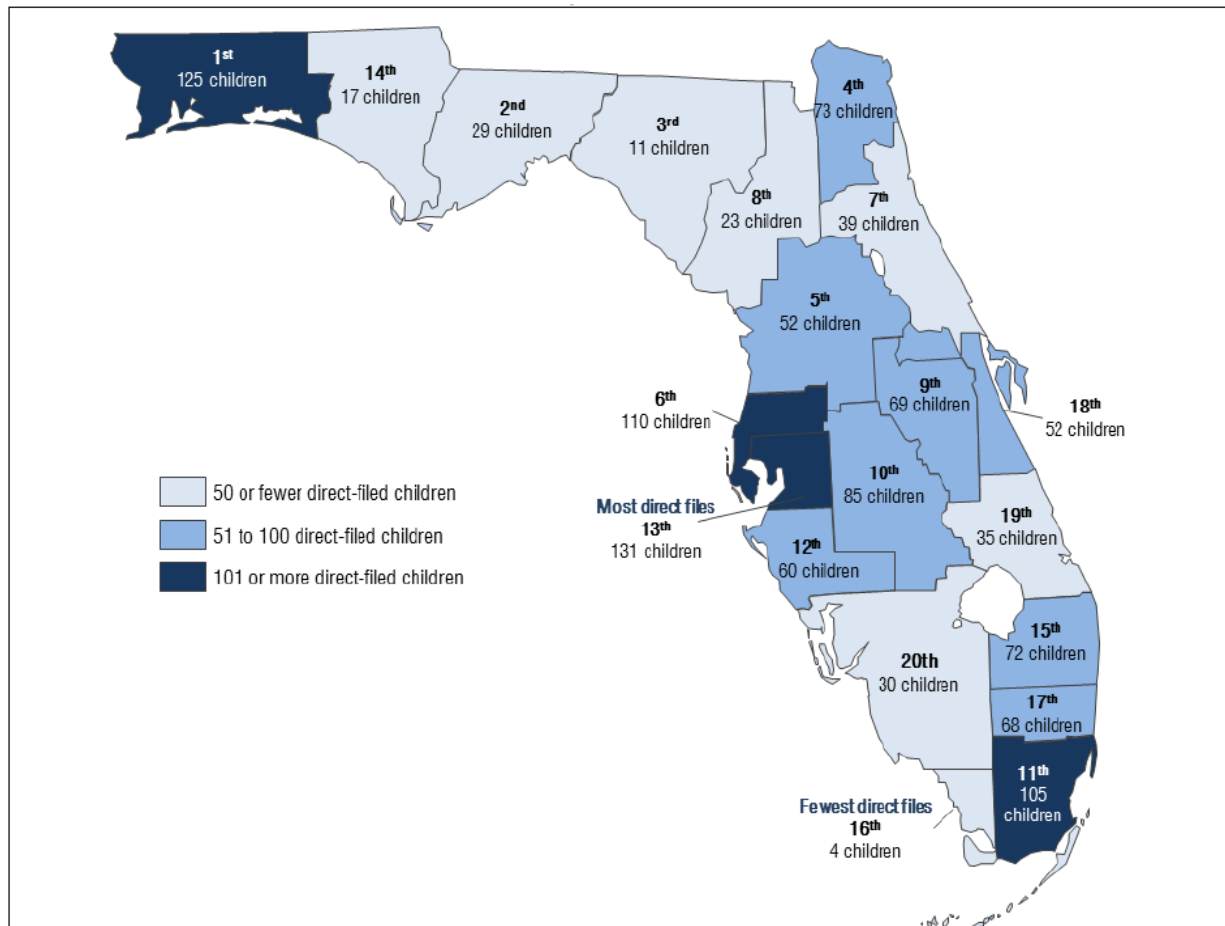 1st
125 children
14th
17 children
2nd
29 children
3rd
11 children
4th
73 children
8th
23 children
7th
39 children
5th
52 children
6th
110 children
9th
69 children
18th
52 children
10th
85 children
Most direct files
13th
131 children
12th
60 children
19th
35 children
15th
72 children
20th
30 children
17th
68 children
11th
105
children
Fewest direct files
16th
4 children
50 or fewer direct-filed children
51 to 100 direct-filed children
101 or more direct-filed children